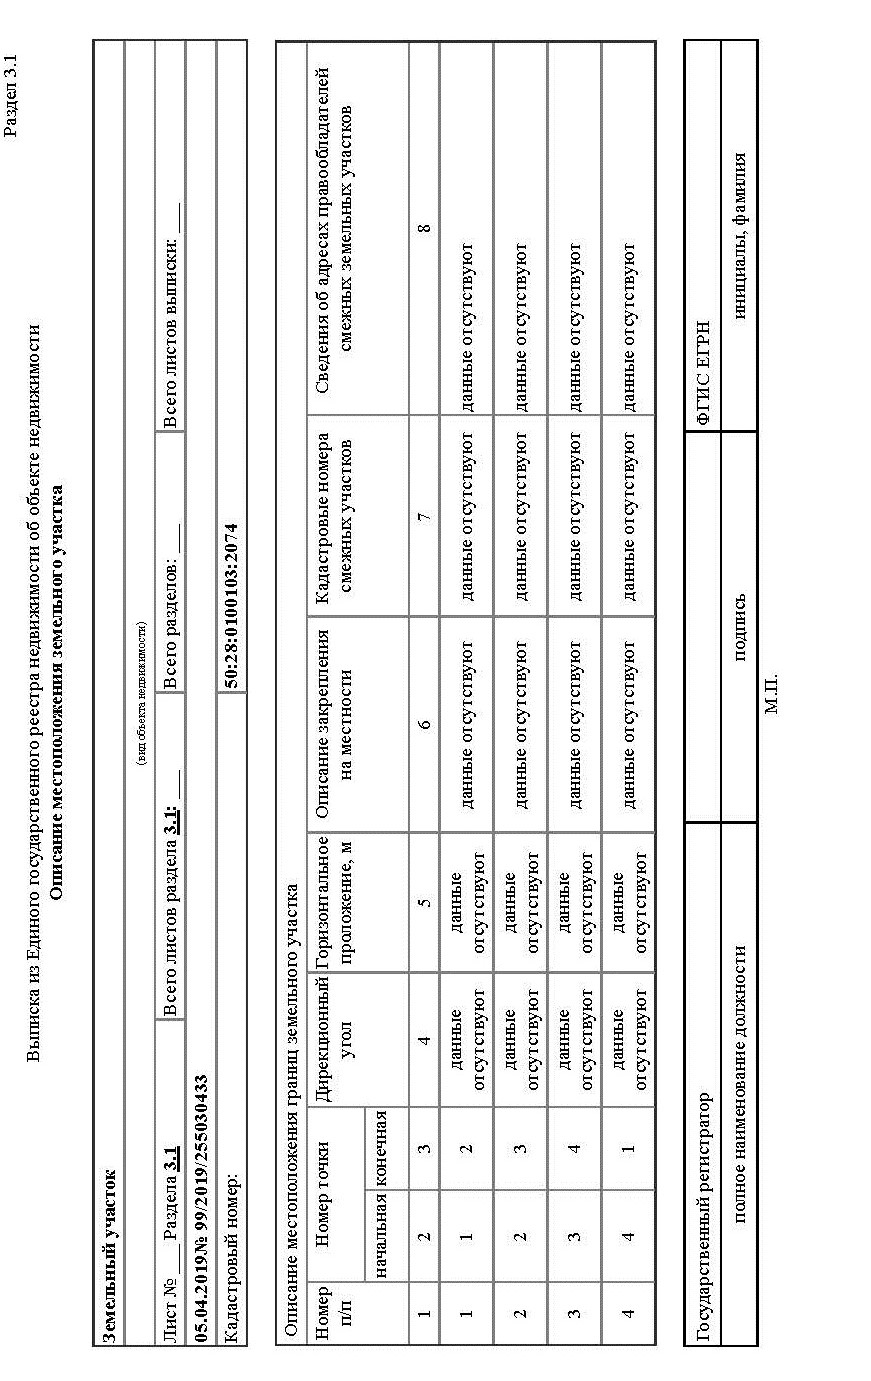 Раздел 3.1
Выписка из Единого государственного реестра недвижимости об объекте недвижимости
Описание местоположения земельного участка
Земельный участок
(вид объекта недвижимости)
Лист № ___ Раздела 3.1 Всего листов раздела 3.1: ___ Всего разделов: ___ Всего листов выписки: ___
05.04.2019№ 99/2019/255030433
Кадастровый номер: 50:28:0100103:2074
Описание местоположения границ земельного участка
Номер Номер точки Дирекционный Горизонтальное Описание закрепления Кадастровые номера Сведения об адресах правообладателей
п/п начальная конечная угол проложение, м на местности смежных участков смежных земельных участков
1 2 3 4 5 6 7 8
1 1 2 данные отсутствуют данные отсутствуют данные отсутствуют данные отсутствуют данные отсутствуют
2 2 3 данные отсутствуют данные отсутствуют данные отсутствуют данные отсутствуют данные отсутствуют
3 3 4 данные отсутствуют данные отсутствуют данные отсутствуют данные отсутствуют данные отсутствуют
4 4 1 данные отсутствуют данные отсутствуют данные отсутствуют данные отсутствуют данные отсутствуют
Государственный регистратор ФГИС ЕГРН
полное наименование должности подпись инициалы, фамилия
М.П.